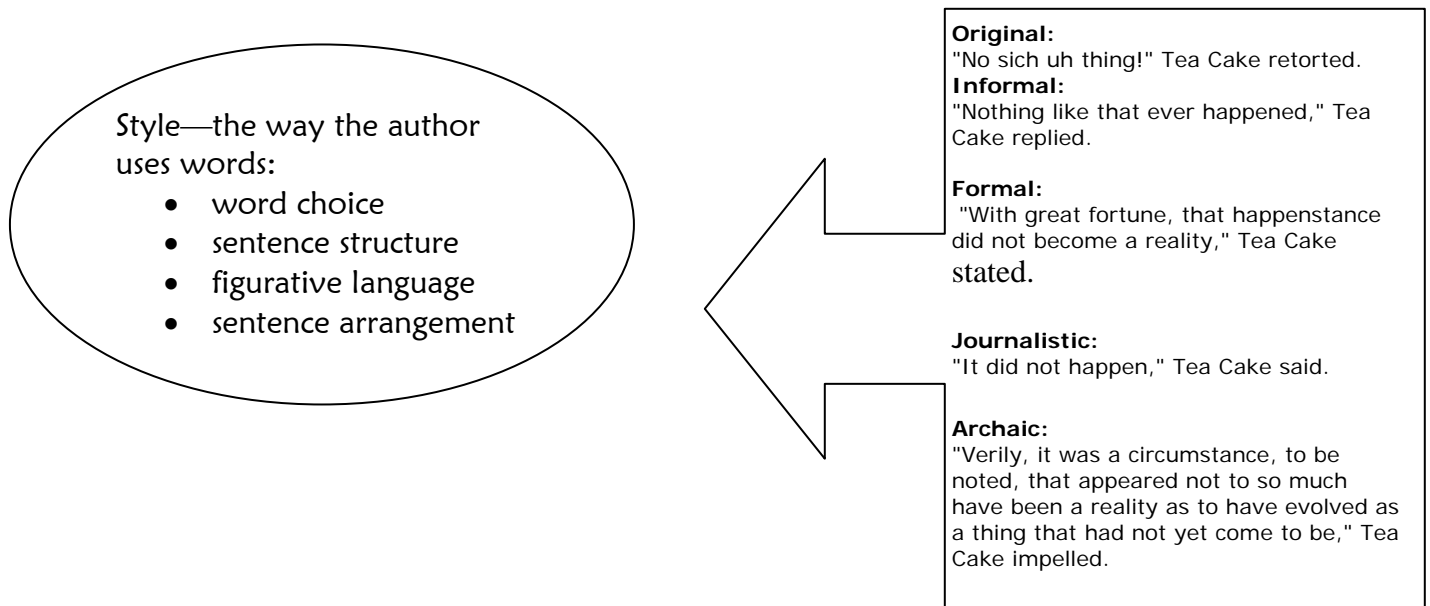 Style—the way the author
uses words:
• word choice
• sentence structure
• figurative language
• sentence arrangement
Original:
"No sich uh thing!" Tea Cake retorted.
Informal:
"Nothing like that ever happened," Tea
Cake replied.
Formal:
"With great fortune, that happenstance
did not become a reality," Tea Cake
stated.
Journalistic:
"It did not happen," Tea Cake said.
Archaic:
"Verily, it was a circumstance, to be
noted, that appeared not to so much
have been a reality as to have evolved as
a thing that had not yet come to be," Tea
Cake impelled.